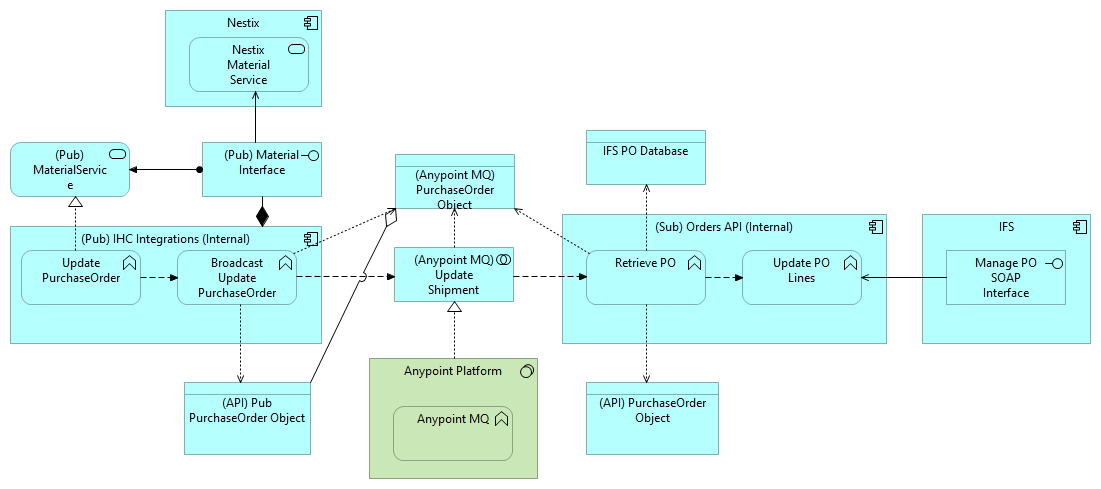 Nestix
Nestix
Material
Service
(Pub)
MaterialServic
e
(Pub) Material
Interface
(Anypoint MQ)
PurchaseOrder
Object
IFS PO Database
(Pub) IHC Integrations (Internal)
Update
PurchaseOrder
Broadcast
Update
PurchaseOrder
(Anypoint MQ)
Update
Shipment
(Sub) Orders API (Internal)
Retrieve PO
Update PO
Lines
IFS
Manage PO
SOAP
Interface
(API) Pub
PurchaseOrder Object
Anypoint Platform
Anypoint MQ
(API) PurchaseOrder
Object